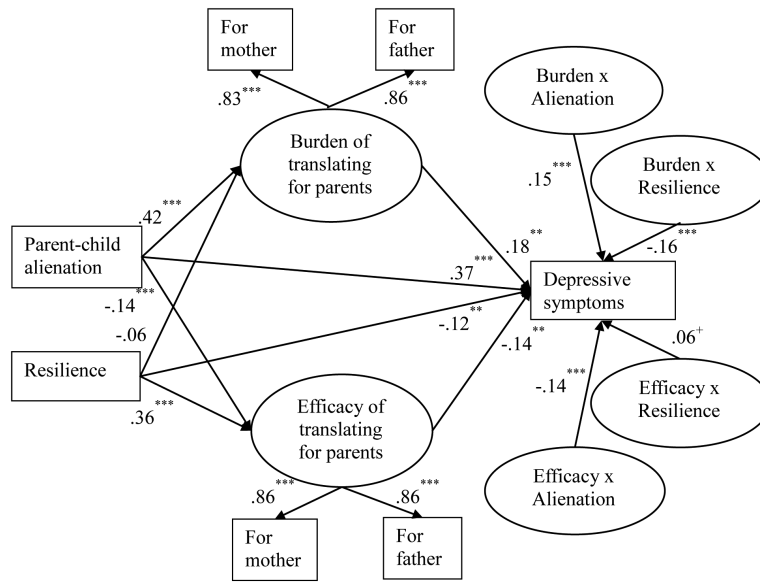 For
mother
For
father
.83***
.86***
Burden of
translating
for parents
Burden x
Alienation
Burden x
Resilience
.15***
-.16***
.42***
.18**
Parent-child
alienation
.37***
Depressive
symptoms
-.14***
-.06
-.12**
-.14**
.06+
Resilience
.36***
-.14***
Efficacy of
translating
for parents
Efficacy x
Resilience
Efficacy x
Alienation
.86***
.86***
For
mother
For
father